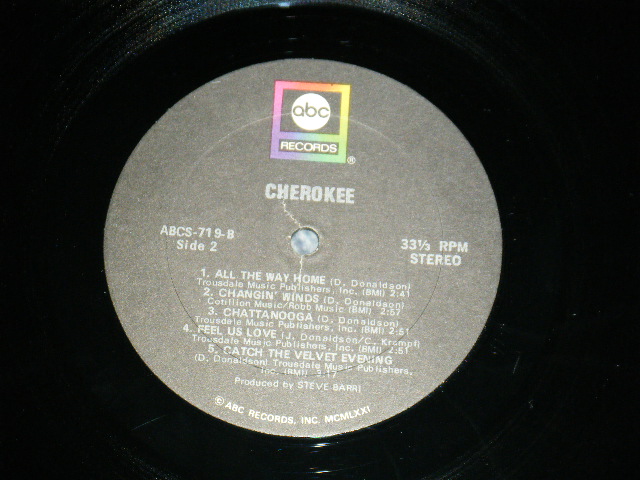 abc
RECORDS
®
CHEROKEE
ABCS-719-B
Side 2
33⅓ RPM
STEREO
1. ALL THE WAY HOME (D. Donaldson)
Trousdale Music Publishers, Inc. (BMI) 2:41
2. CHANGIN' WINDS (D. Donaldson)
Cotillion Music/Robb Music (BMI) 2:57
3. CHATTANOOGA (D. Donaldson)
Trousdale Music Publishers, Inc. (BMI) 2:51
4. FEEL US LOVE (J. Donaldson/C. Krampf)
Trousdale Music Publishers, Inc. (BMI) 2:51
5. CATCH THE VELVET EVENING
(D. Donaldson) Trousdale Music Publishers,
Inc. (BMI) 3:17
Produced by STEVE BARRI
© ABC RECORDS, INC. MCMLXXI